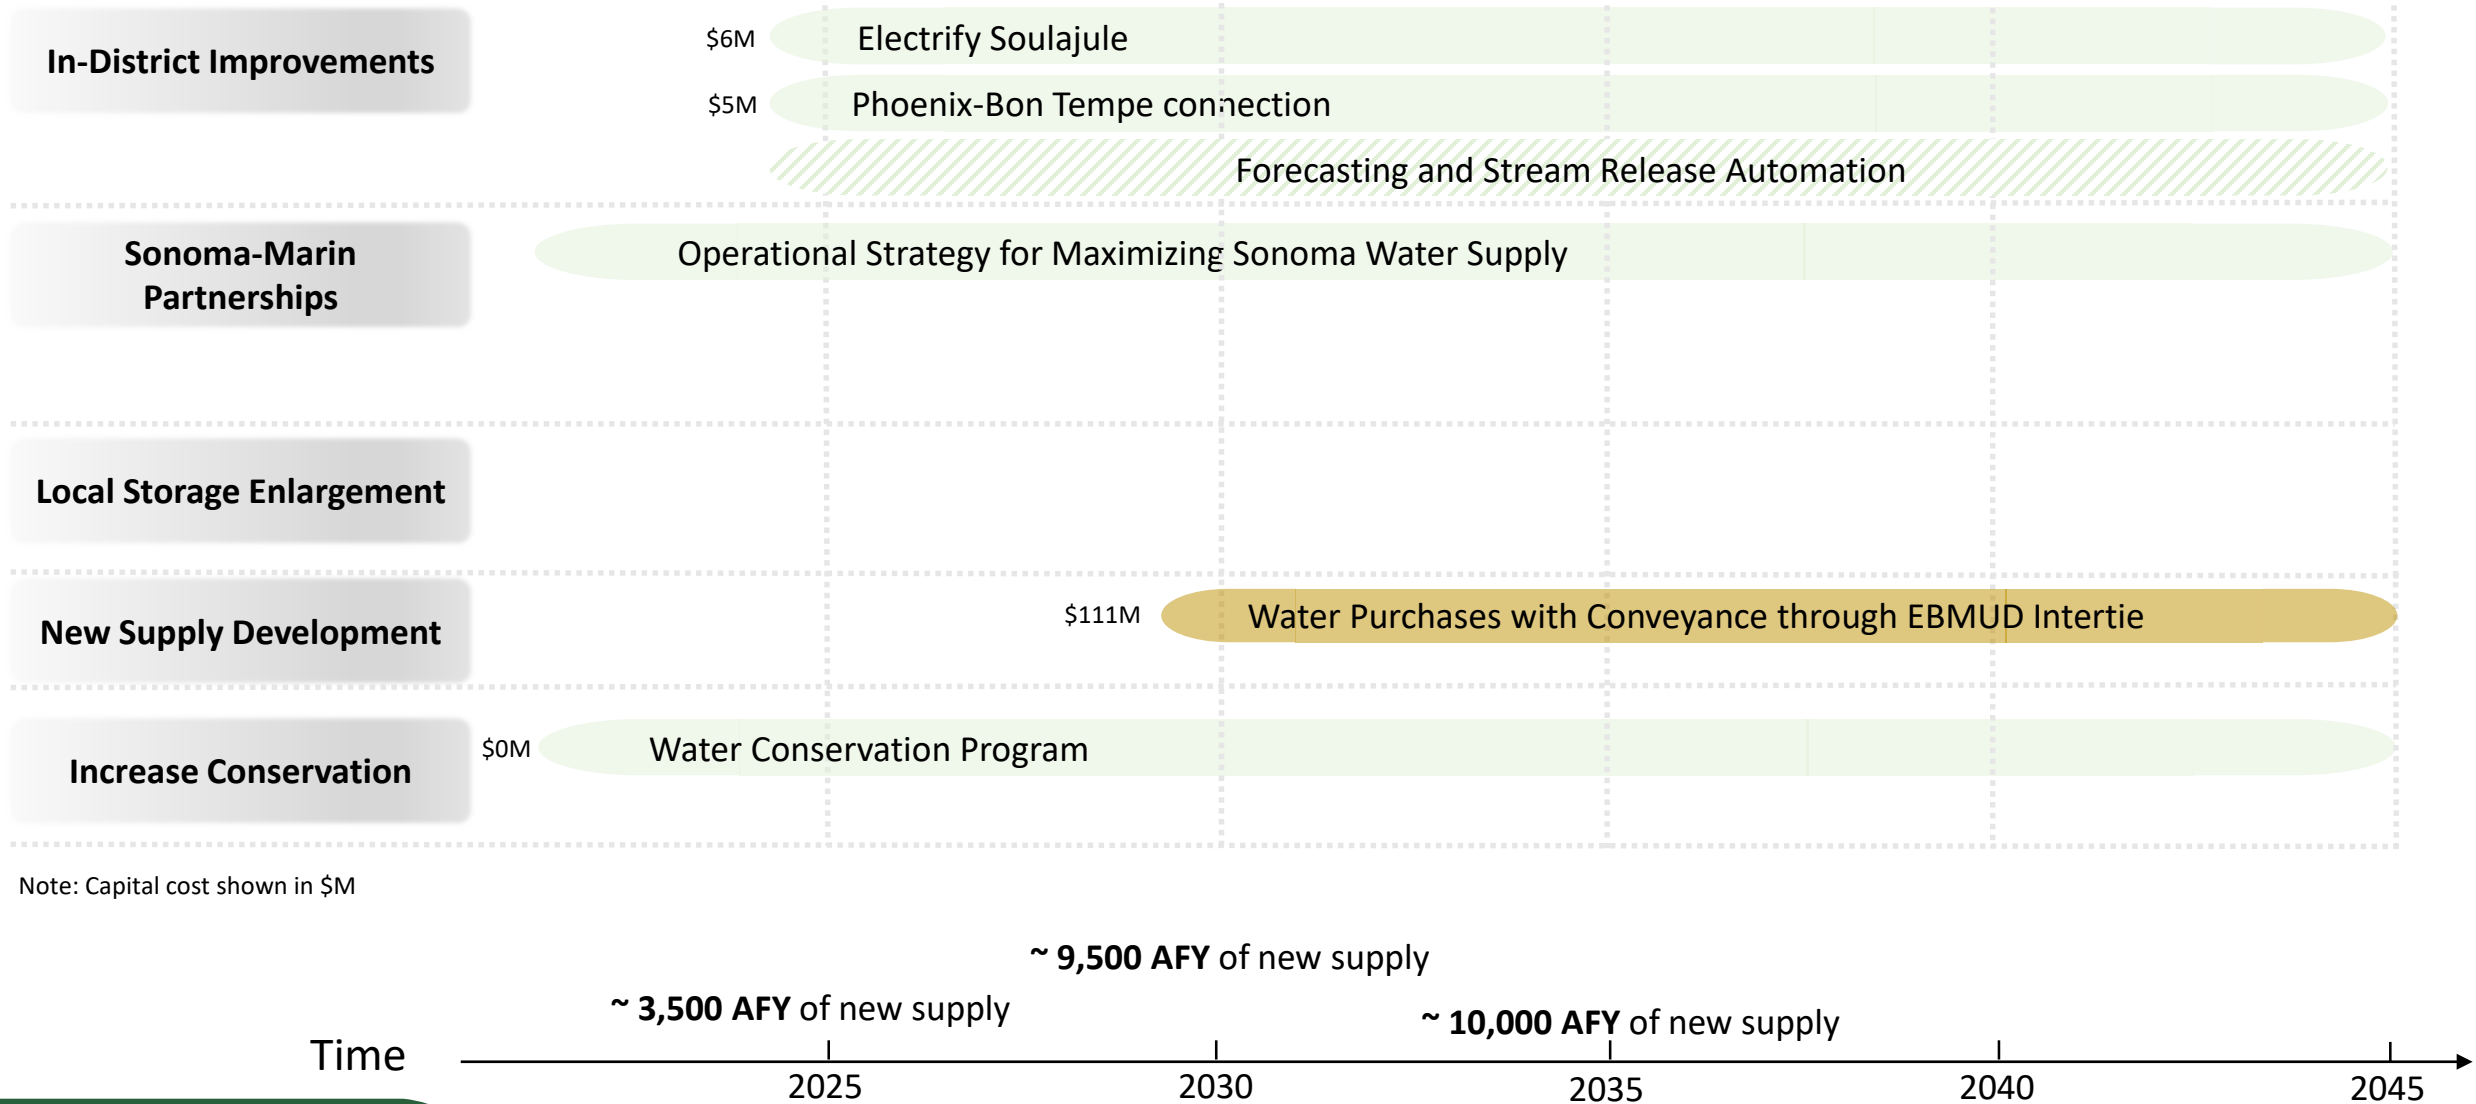 In-District Improvements
$6M
Electrify Soulajule
$5M
Phoenix-Bon Tempe connection
Forecasting and Stream Release Automation
Sonoma-Marin
Partnerships
Operational Strategy for Maximizing Sonoma Water Supply
Local Storage Enlargement
New Supply Development
$111M
Water Purchases with Conveyance through EBMUD Intertie
Increase Conservation
$0M
Water Conservation Program
Note: Capital cost shown in $M
~ 9,500 AFY of new supply
~ 3,500 AFY of new supply
~ 10,000 AFY of new supply
Time
2025
2030
2035
2040
2045